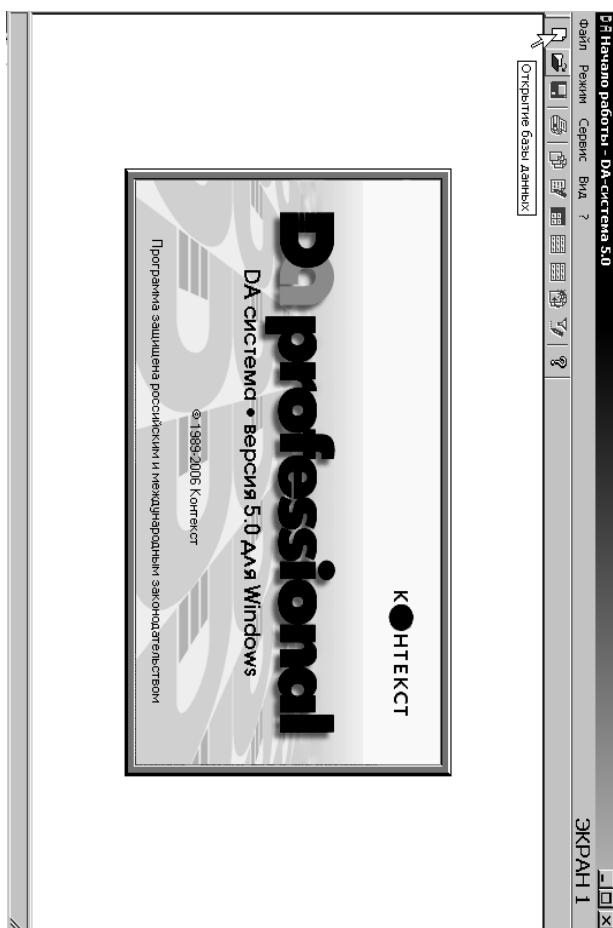 Начало работы - DA-система 5.0
Файл Режим Сервис Вид ?
ЭКРАН 1
Открытие базы данных
КОНТЕКСТ
Da professional
DA система • версия 5.0 для Windows
© 1989-2006 Контекст
Программа защищена российским и международным законодательством